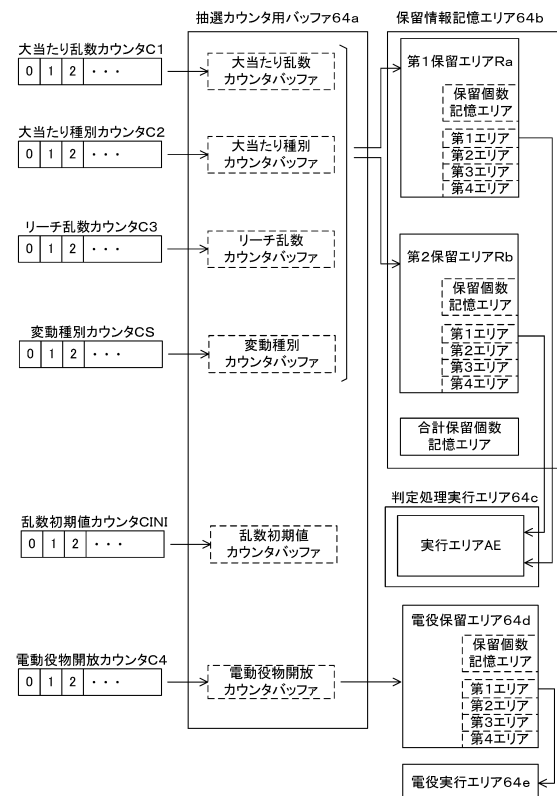 抽選カウンタ用バッファ64a
保留情報記憶エリア64b
大当たり乱数カウンタC1
0 1 2 ・・・
大当たり乱数
カウンタバッファ
大当たり種別カウンタC2
0 1 2 ・・・
大当たり種別
カウンタバッファ
リーチ乱数カウンタC3
0 1 2 ・・・
リーチ乱数
カウンタバッファ
変動種別カウンタCS
0 1 2 ・・・
変動種別
カウンタバッファ
乱数初期値カウンタCINI
0 1 2 ・・・
乱数初期値
カウンタバッファ
電動役物開放カウンタC4
0 1 2 ・・・
電動役物開放
カウンタバッファ
第1保留エリアRa
保留個数
記憶エリア
第1エリア
第2エリア
第3エリア
第4エリア
第2保留エリアRb
保留個数
記憶エリア
第1エリア
第2エリア
第3エリア
第4エリア
合計保留個数
記憶エリア
判定処理実行エリア64c
実行エリアAE
電役保留エリア64d
保留個数
記憶エリア
第1エリア
第2エリア
第3エリア
第4エリア
電役実行エリア64e